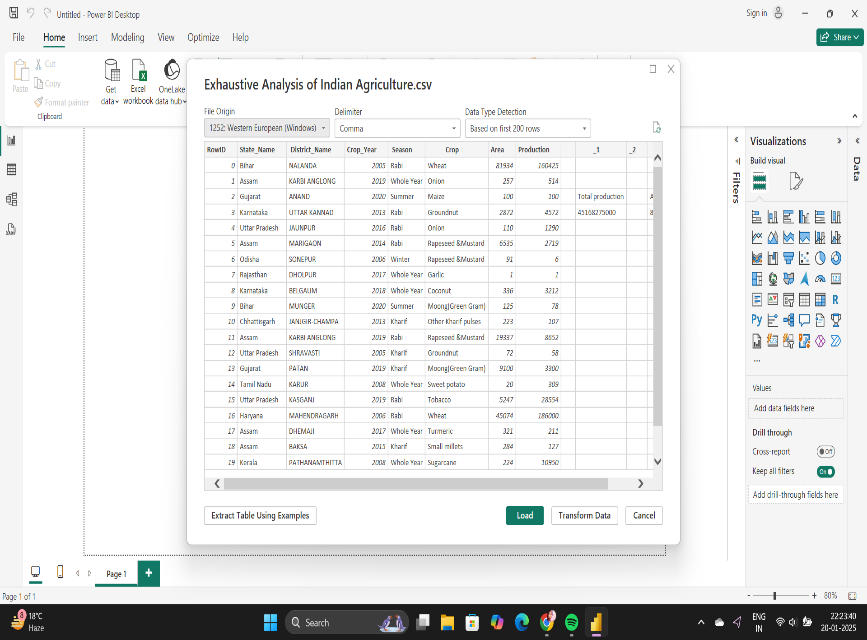 Untitled - Power BI Desktop
Sign in
File Home Insert Modeling View Optimize Help
Share
Paste
Cut
Copy
Format painter
Clipboard
Get data
Excel workbook
OneLake data hub
Exhaustive Analysis of Indian Agriculture.csv
File Origin Delimiter Data Type Detection
1252: Western European (Windows) Comma Based on first 200 rows
RowID State_Name District_Name Crop_Year Season Crop Area Production _1 _2
0 Bihar NALANDA 2005 Rabi Wheat 81934 160425
1 Assam KARBI ANGLONG 2019 Whole Year Onion 257 514
2 Gujarat ANAND 2020 Summer Maize 100 100 Total production A
3 Karnataka UTTAR KANNAD 2013 Rabi Groundnut 2872 4572 45168275000 8
4 Uttar Pradesh JAUNPUR 2016 Rabi Onion 110 1290
5 Assam MARIGAON 2014 Rabi Rapeseed &Mustard 6535 2719
6 Odisha SONEPUR 2006 Winter Rapeseed &Mustard 91 6
7 Rajasthan DHOLPUR 2017 Whole Year Garlic 1 1
8 Karnataka BELGAUM 2018 Whole Year Coconut 336 3212
9 Bihar MUNGER 2020 Summer Moong(Green Gram) 125 78
10 Chhattisgarh JANJGIR-CHAMPA 2013 Kharif Other Kharif pulses 223 107
11 Assam KARBI ANGLONG 2019 Rabi Rapeseed &Mustard 19337 8652
12 Uttar Pradesh SHRAVASTI 2005 Kharif Groundnut 72 58
13 Gujarat PATAN 2019 Kharif Moong(Green Gram) 9100 3300
14 Tamil Nadu KARUR 2008 Whole Year Sweet potato 20 309
15 Uttar Pradesh KASGANJ 2019 Rabi Tobacco 5247 28554
16 Haryana MAHENDRAGARH 2006 Rabi Wheat 45074 186000
17 Assam DHEMAJI 2017 Whole Year Turmeric 321 211
18 Assam BAKSA 2015 Kharif Small millets 284 127
19 Kerala PATHANAMTHITTA 2008 Whole Year Sugarcane 224 10950
Extract Table Using Examples Load Transform Data Cancel
Filters
Visualizations
Build visual
Data
R
Py
...
Values
Add data fields here
Drill through
Cross-report Off
Keep all filters On
Add drill-through fields here
Page 1 +
Page 1 of 1
- + 80%
8
18°C
Haze
Search
ENG
IN
22:23:40
20-01-2025